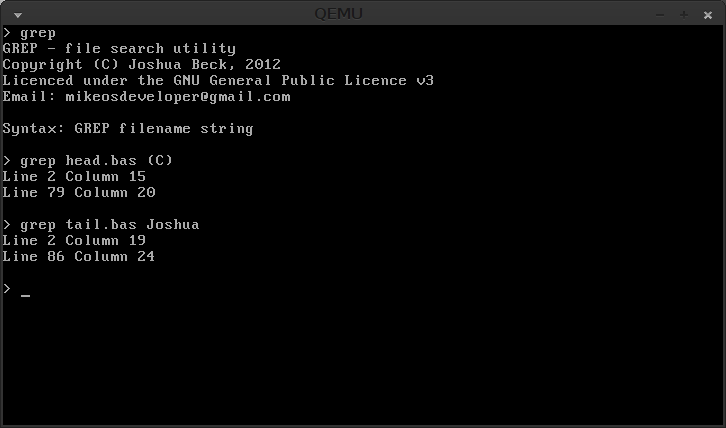 QEMU
> grep
GREP - file search utility
Copyright (C) Joshua Beck, 2012
Licenced under the GNU General Public Licence v3
Email: mikeosdeveloper@gmail.com
Syntax: GREP filename string
> grep head.bas (C)
Line 2 Column 15
Line 79 Column 20
> grep tail.bas Joshua
Line 2 Column 19
Line 86 Column 24
> _